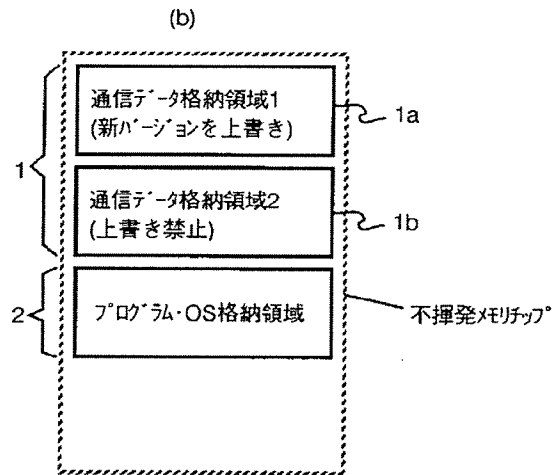 (b)
通信データ格納領域1
(新バージョンを上書き)
1a
1
通信データ格納領域2
(上書き禁止)
1b
2
プログラム・OS格納領域
不揮発メモリチップ